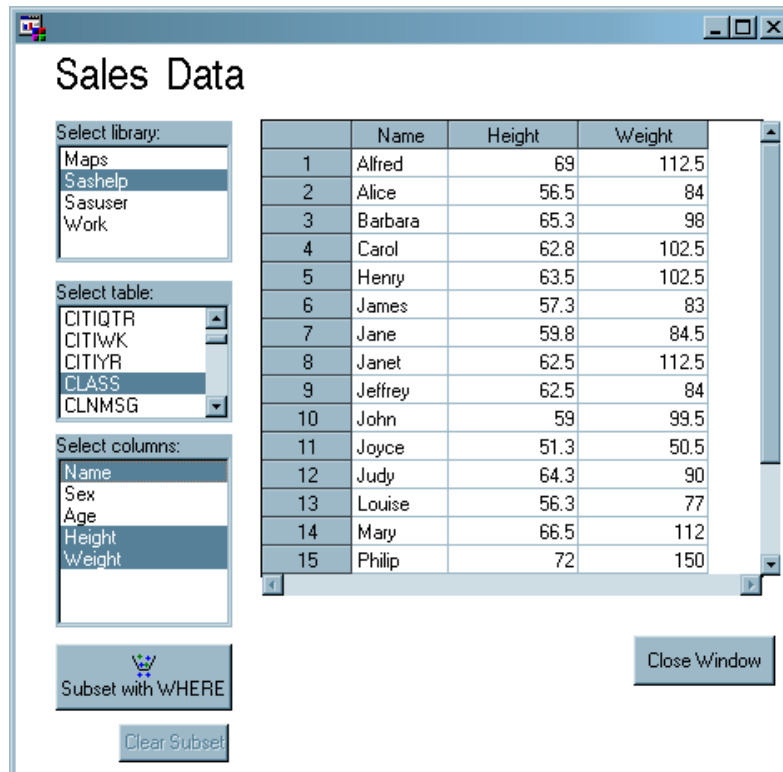 Sales Data
Select library:
Maps
Sashelp
Sasuser
Work
Select table:
CITIQTR
CITIWK
CITIYR
CLASS
CLNMSG
Select columns:
Name
Sex
Age
Height
Weight
Subset with WHERE
Clear Subset
Name Height Weight
1 Alfred 69 112.5
2 Alice 56.5 84
3 Barbara 65.3 98
4 Carol 62.8 102.5
5 Henry 63.5 102.5
6 James 57.3 83
7 Jane 59.8 84.5
8 Janet 62.5 112.5
9 Jeffrey 62.5 84
10 John 59 99.5
11 Joyce 51.3 50.5
12 Judy 64.3 90
13 Louise 56.3 77
14 Mary 66.5 112
15 Philip 72 150
Close Window